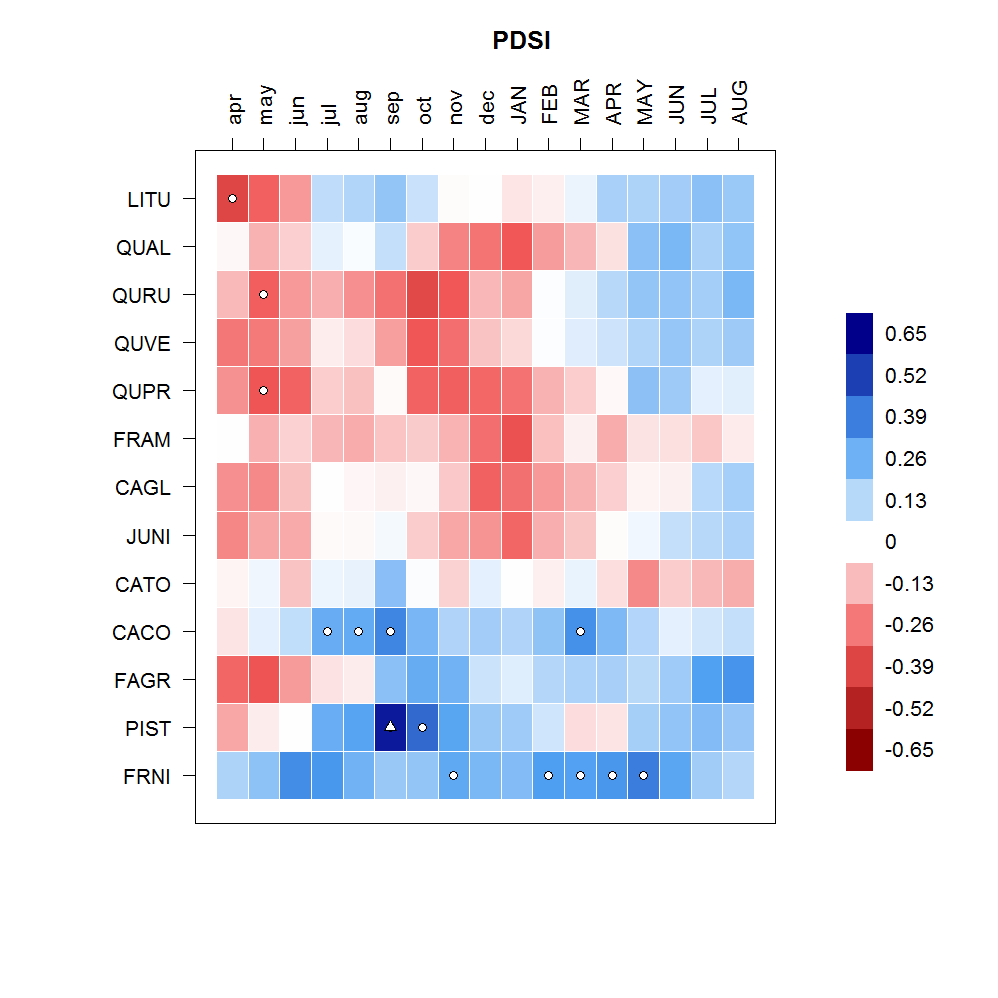 PDSI
apr may jun jul aug sep oct nov dec JAN FEB MAR APR MAY JUN JUL AUG
LITU
QUAL
QURU
QUVE
QUPR
FRAM
CAGL
JUNI
CATO
CACO
FAGR
PIST
FRNI
0.65
0.52
0.39
0.26
0.13
0
-0.13
-0.26
-0.39
-0.52
-0.65